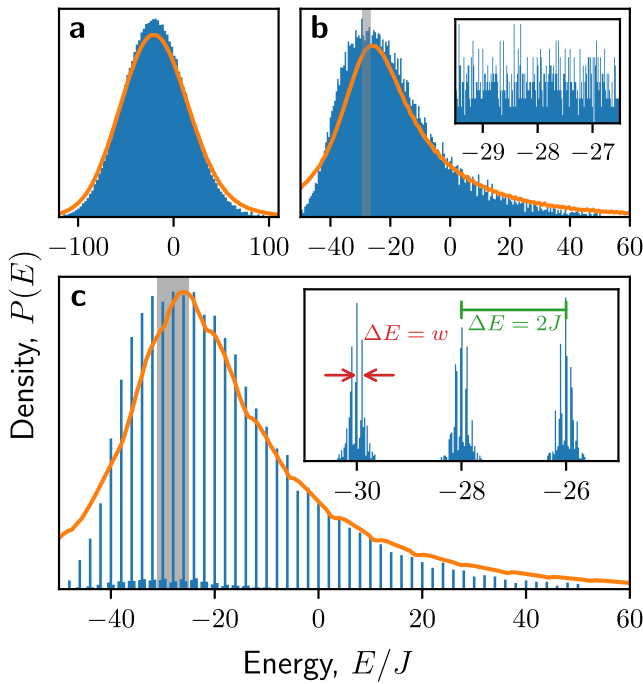 a
b
−29 −28 −27
−100 0 100
−40 −20 0 20 40 60
c
ΔE = w
ΔE = 2J
−30 −28 −26
−40 −20 0 20 40 60
Density, P(E)
Energy, E/J